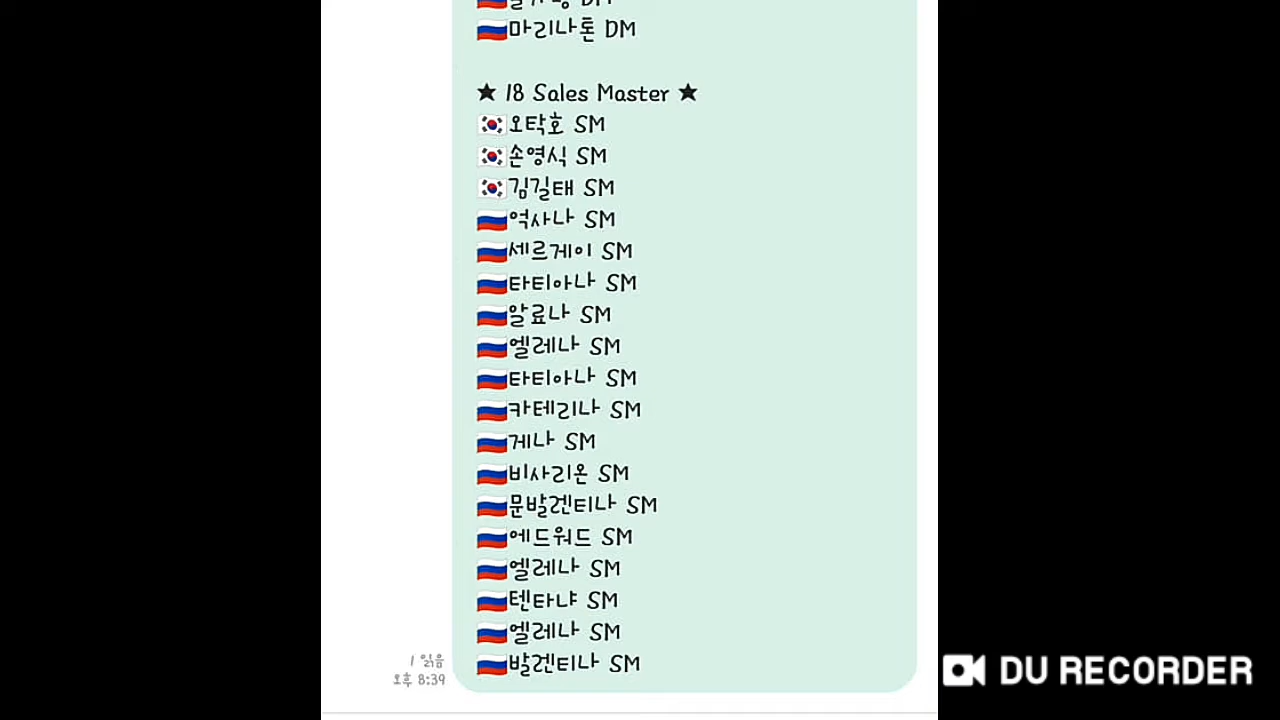 🇷🇺마리나톤 DM
★ 18 Sales Master ★
🇰🇷오탁호 SM
🇰🇷손영식 SM
🇰🇷김길태 SM
🇷🇺역사나 SM
🇷🇺세르게이 SM
🇷🇺타티아나 SM
🇷🇺알료나 SM
🇷🇺엘레나 SM
🇷🇺타티아나 SM
🇷🇺카테리나 SM
🇷🇺게나 SM
🇷🇺비사리온 SM
🇷🇺문발렌티나 SM
🇷🇺에드워드 SM
🇷🇺엘레나 SM
🇷🇺텐타냐 SM
🇷🇺엘레나 SM
🇷🇺발렌티나 SM
1 읽음
오후 8:39
DU RECORDER